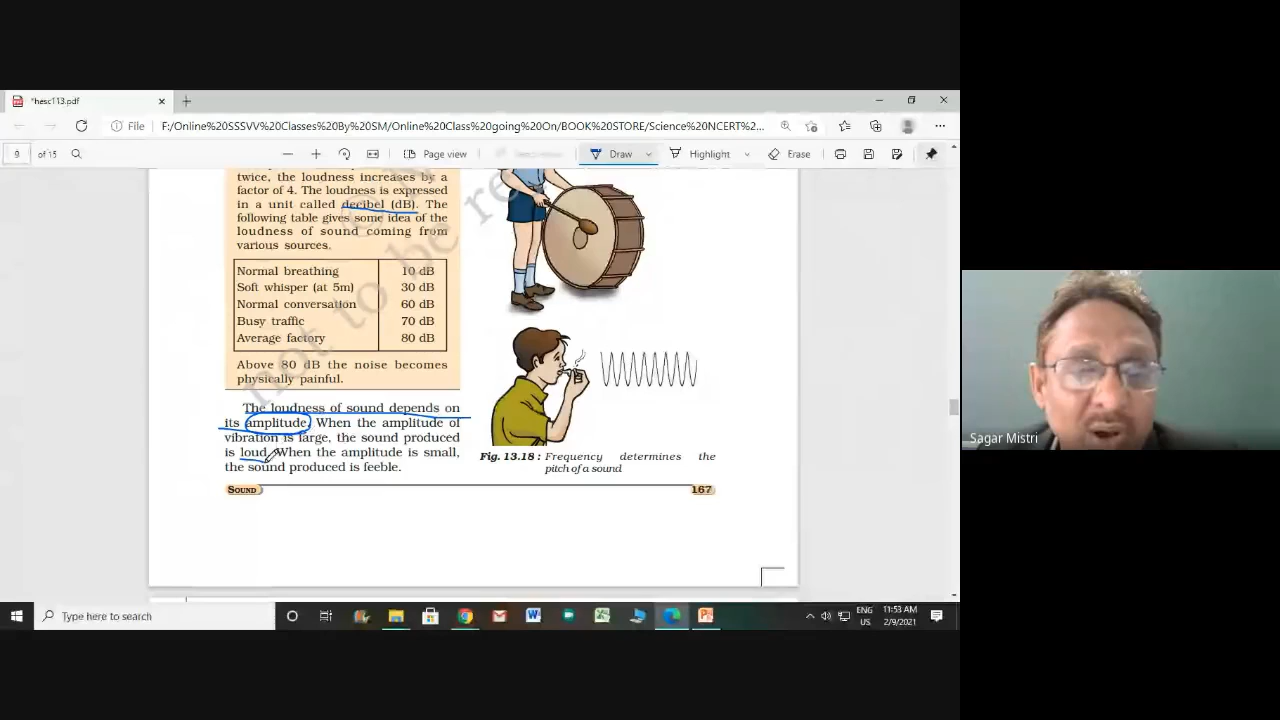 *hesc113.pdf
File
F:/Online%20SSSVV%20Classes%20By%20SM/Online%20Class%20going%20On/BOOK%20STORE/Science%20NCERT%2...
9 of 15
Page view
Draw
Highlight
Erase
twice, the loudness increases by a
factor of 4. The loudness is expressed
in a unit called decibel (dB). The
following table gives some idea of the
loudness of sound coming from
various sources.
Normal breathing 10 dB
Soft whisper (at 5m) 30 dB
Normal conversation 60 dB
Busy traffic 70 dB
Average factory 80 dB
Above 80 dB the noise becomes
physically painful.
The loudness of sound depends on
its amplitude. When the amplitude of
vibration is large, the sound produced
is loud. When the amplitude is small,
the sound produced is feeble.
not to be re
Fig. 13.18 : Frequency determines the
pitch of a sound
SOUND
167
Sagar Mistri
Type here to search
ENG
US
11:53 AM
2/9/2021